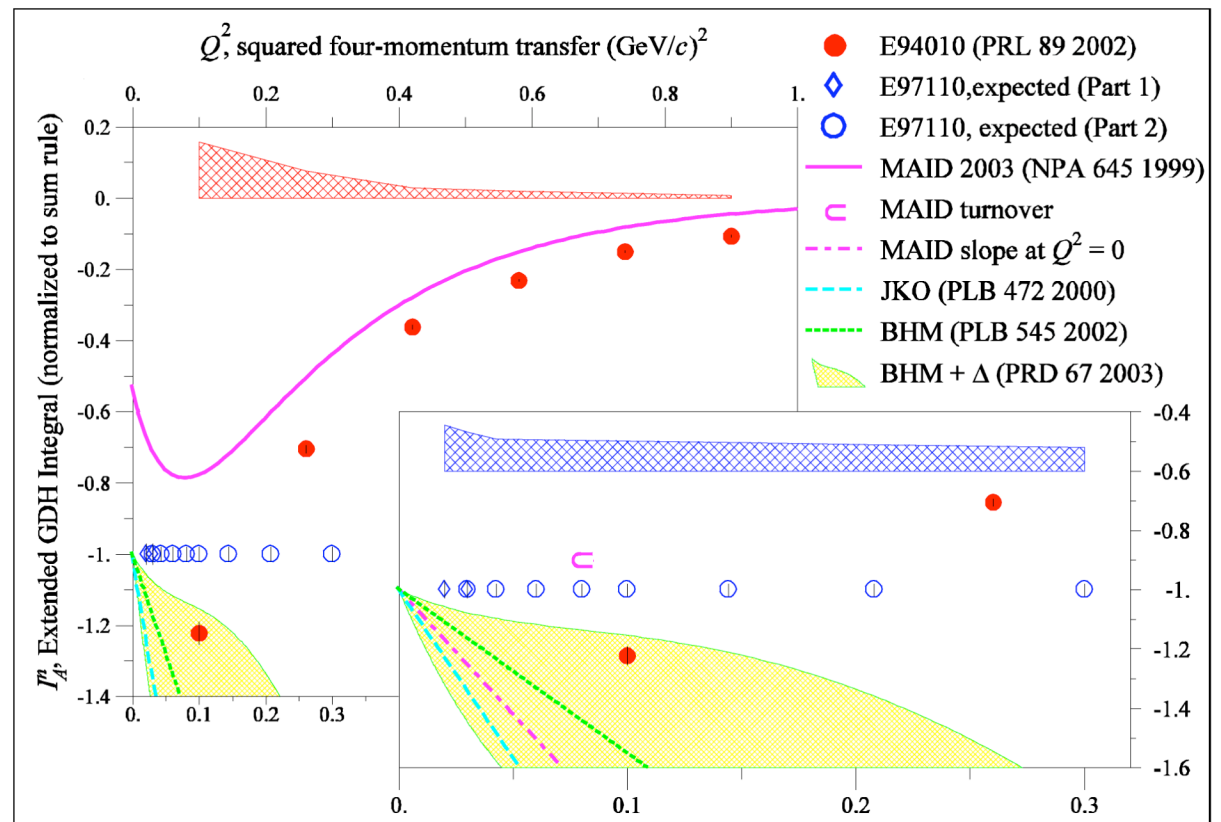 Q², squared four-momentum transfer (GeV/c)²
0. 0.2 0.4 0.6 0.8 1.
E94010 (PRL 89 2002)
E97110,expected (Part 1)
E97110, expected (Part 2)
MAID 2003 (NPA 645 1999)
MAID turnover
MAID slope at Q² = 0
JKO (PLB 472 2000)
BHM (PLB 545 2002)
BHM + Δ (PRD 67 2003)
Iⁿ_A, Extended GDH Integral (normalized to sum rule)
0.2
0.
-0.2
-0.4
-0.6
-0.8
-1.
-1.2
-1.4
0. 0.1 0.2 0.3
-0.4
-0.6
-0.8
-1.
-1.2
-1.4
-1.6
0. 0.1 0.2 0.3